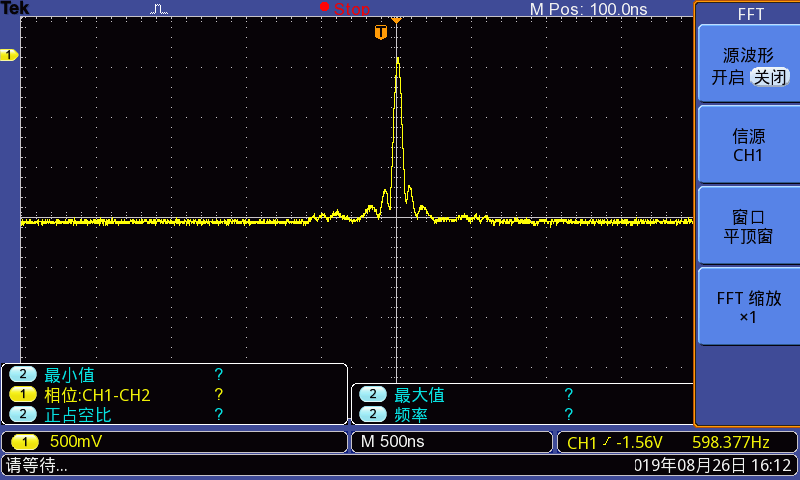 Tek
Stop
M Pos: 100.0ns
T
1
FFT
源波形
开启 关闭
信源
CH1
窗口
平顶窗
FFT 缩放
×1
2 最小值 ?
1 相位:CH1-CH2 ?
2 正占空比 ?
2 最大值 ?
2 频率 ?
1 500mV
M 500ns
CH1 -1.56V 598.377Hz
请等待...
019年08月26日 16:12